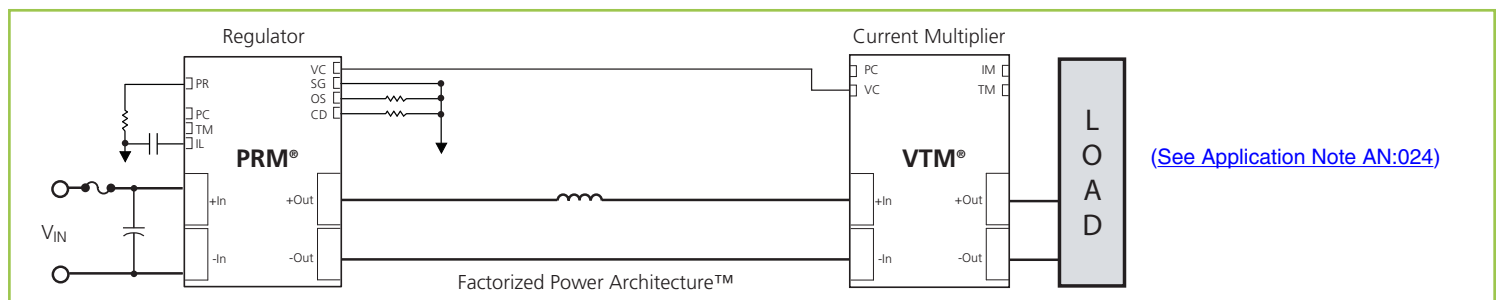 Regulator
Current Multiplier
PR
PC
TM
IL
VC
SG
OS
CD
PRM®
+In
-In
+Out
-Out
VIN
Factorized Power Architecture™
PC
VC
IM
TM
VTM®
+In
-In
+Out
-Out
LOAD
(See Application Note AN:024)